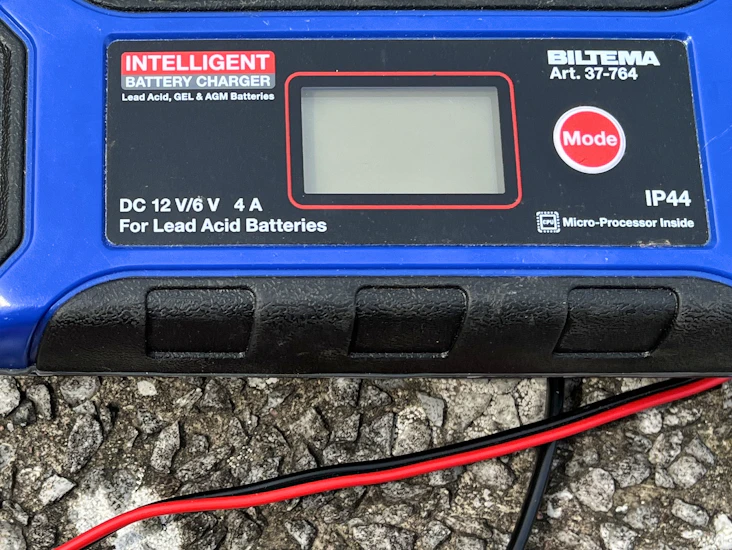 INTELLIGENT
BATTERY CHARGER
Lead Acid, GEL & AGM Batteries
BILTEMA
Art. 37-764
Mode
DC 12 V/6 V 4 A
For Lead Acid Batteries
IP44
CPU
Micro-Processor Inside